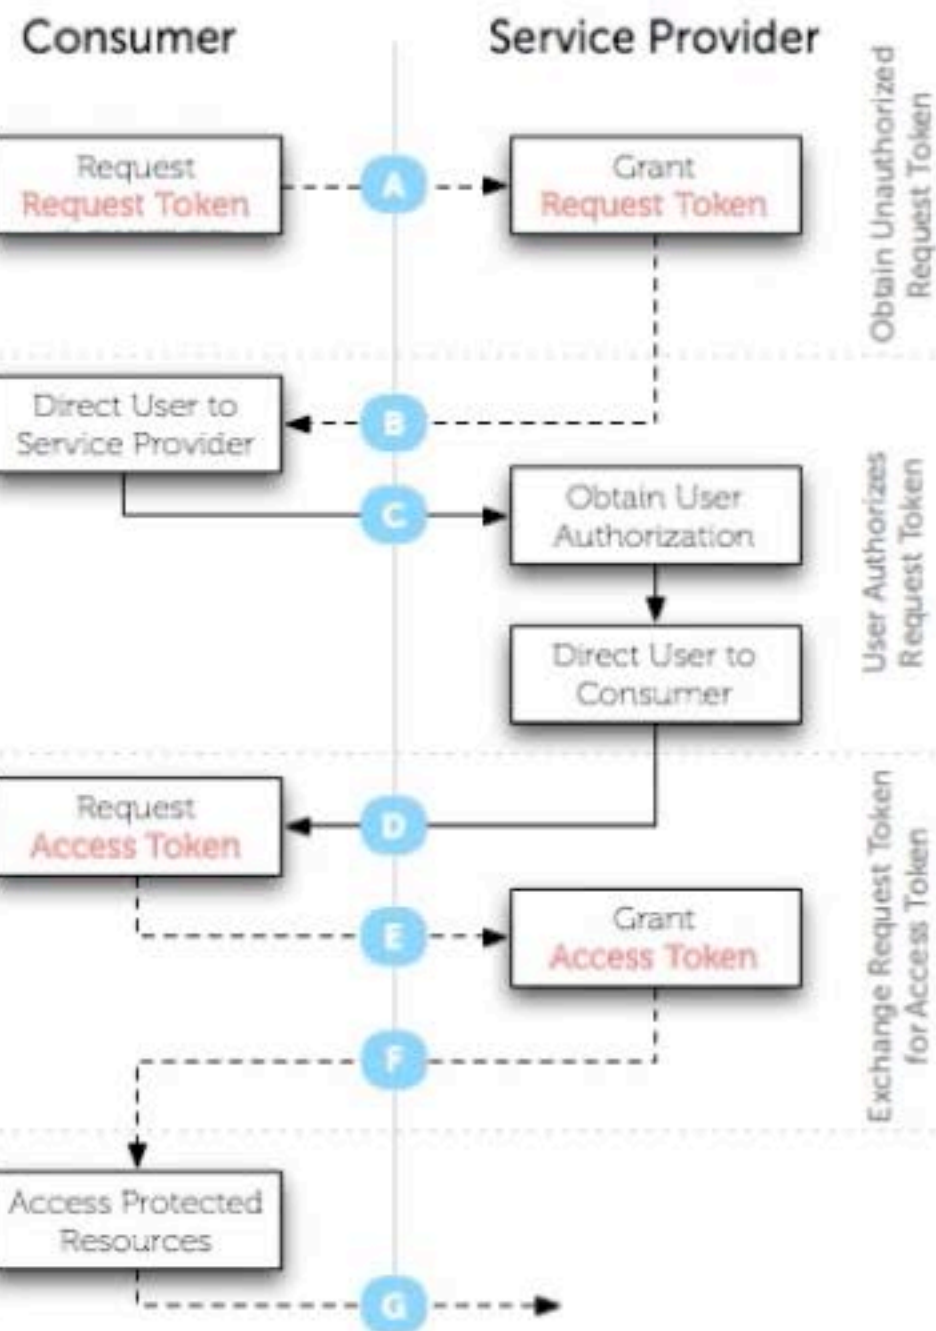 Consumer
Service Provider
Request
Request Token
A
Grant
Request Token
Obtain Unauthorized
Request Token
Direct User to
Service Provider
B
C
Obtain User
Authorization
Direct User to
Consumer
User Authorizes
Request Token
Request
Access Token
D
E
Grant
Access Token
F
Exchange Request Token
for Access Token
Access Protected
Resources
G